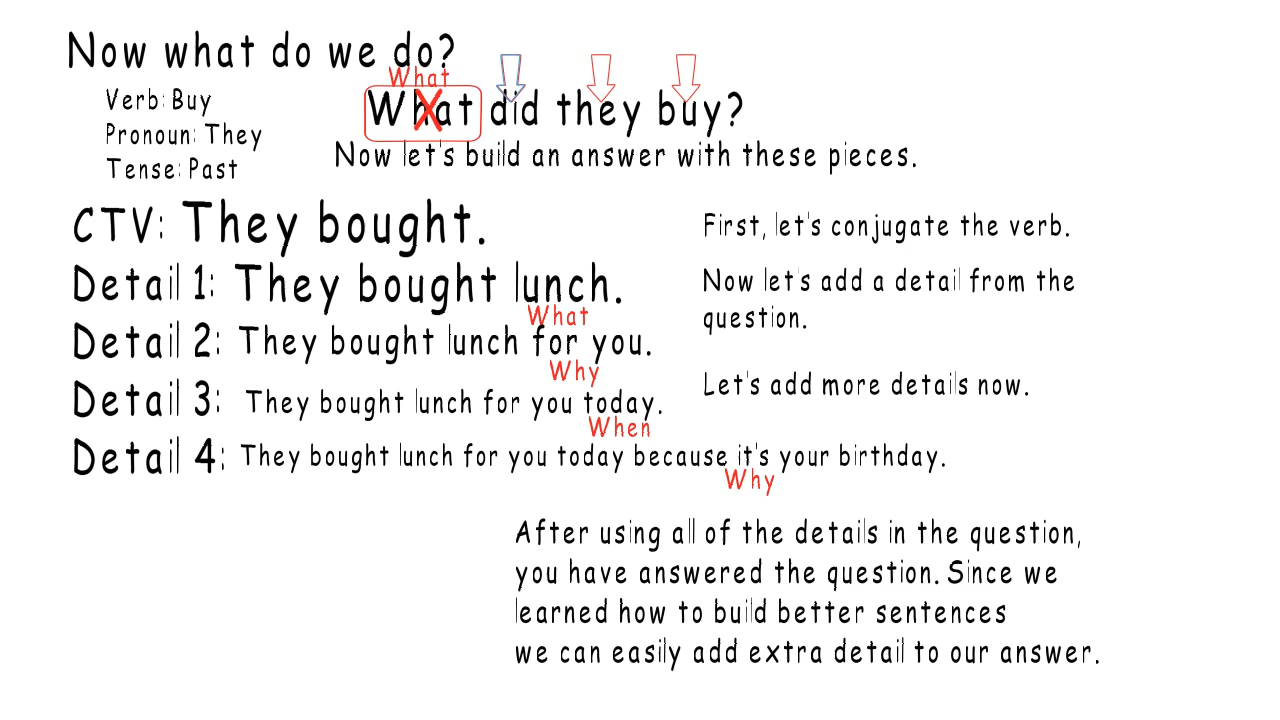 Now what do we do?
What
Verb: Buy
What did they buy?
Pronoun: They
Now let's build an answer with these pieces.
Tense: Past
CTV: They bought.
First, let's conjugate the verb.
Detail 1: They bought lunch.
Now let's add a detail from the
question.
What
Detail 2: They bought lunch for you.
Why
Let's add more details now.
Detail 3: They bought lunch for you today.
When
Detail 4: They bought lunch for you today because it's your birthday.
Why
After using all of the details in the question,
you have answered the question. Since we
learned how to build better sentences
we can easily add extra detail to our answer.